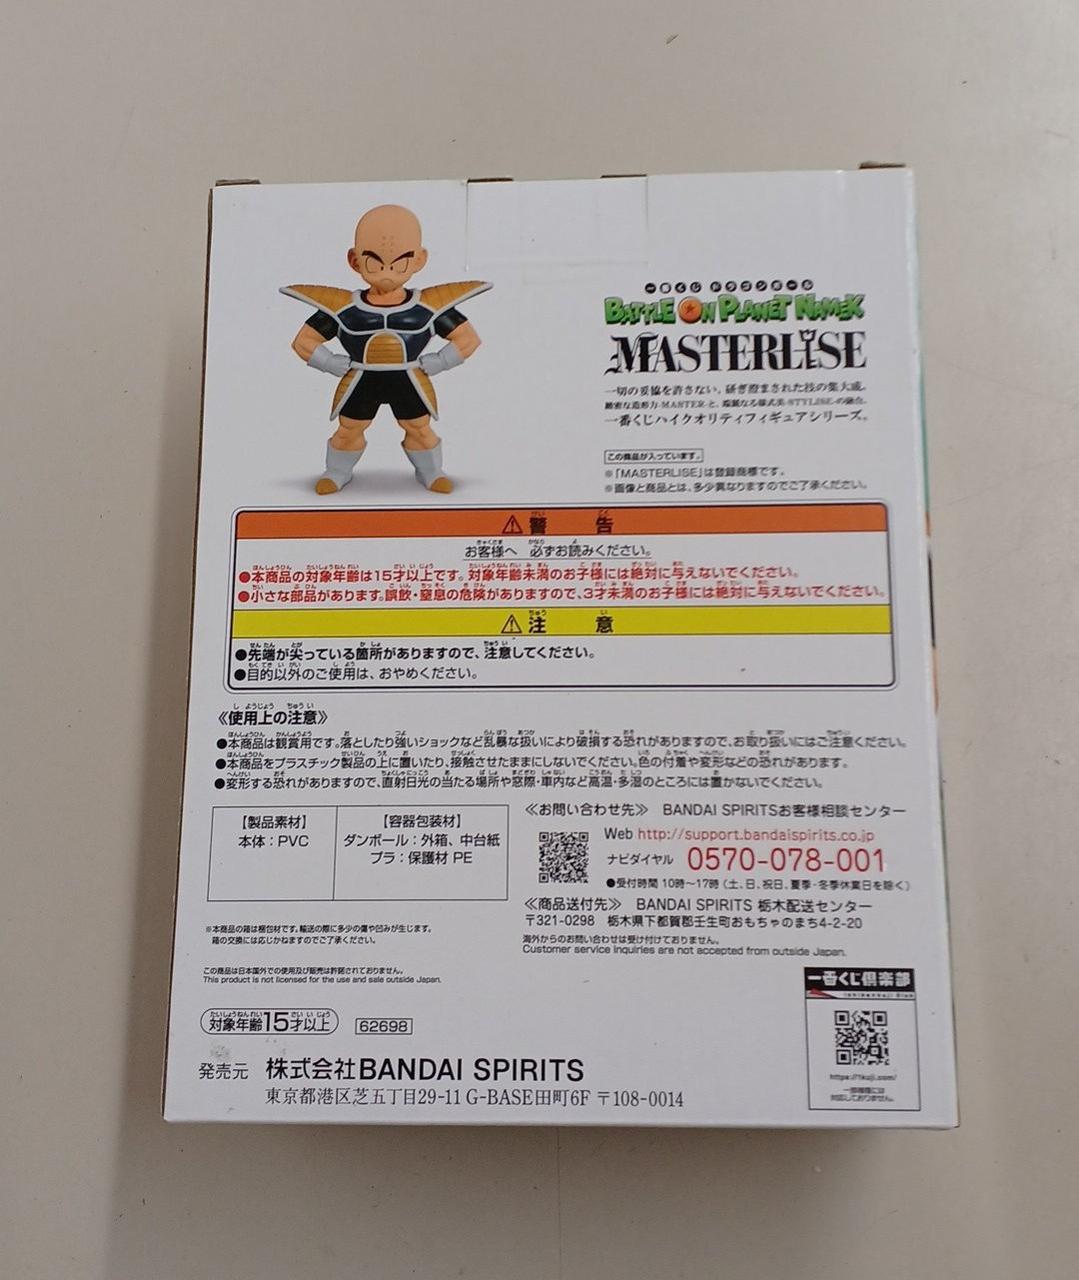 一番くじ ドラゴンボール
BATTLE ON PLANET NAMEK
MASTERLISE
一切の妥協を許さない、研ぎ澄まされた技の集大成。
緻密な造形力-MASTER-と、端麗なる様式美-STYLISE-の融合。
一番くじハイクオリティフィギュアシリーズ。
この商品が入っています。
※「MASTERLISE」は登録商標です。
※画像と商品とは、多少異なりますのでご了承ください。
⚠警告
お客様へ 必ずお読みください。
●本商品の対象年齢は15才以上です。対象年齢未満のお子様には絶対に与えないでください。
●小さな部品があります。誤飲・窒息の危険がありますので、3才未満のお子様には絶対に与えないでください。
⚠注意
●先端が尖っている箇所がありますので、注意してください。
●目的以外のご使用は、おやめください。
《使用上の注意》
●本商品は観賞用です。落としたり強いショックなど乱暴な扱いにより破損する恐れがありますので、お取り扱いにはご注意ください。
●本商品をプラスチック製品の上に置いたり、接触させたままにしないでください。色の付着や変形などの恐れがあります。
●変形する恐れがありますので、直射日光の当たる場所や窓際・車内など高温・多湿のところには置かないでください。
【製品素材】
本体：PVC
【容器包装材】
ダンボール：外箱、中台紙
プラ：保護材 PE
《お問い合わせ先》 BANDAI SPIRITSお客様相談センター
Web http://support.bandaispirits.co.jp
ナビダイヤル 0570-078-001
●受付時間 10時～17時（土、日、祝日、夏季・冬季休業日を除く）
《商品送付先》 BANDAI SPIRITS 栃木配送センター
〒321-0298 栃木県下都賀郡壬生町おもちゃのまち4-2-20
海外からのお問い合わせは受け付けておりません。
Customer service inquiries are not accepted from outside Japan.
※本商品の箱は梱包材です。輸送の際に多少の傷や凹みが生じます。
箱の交換には応じかねますのでご了承ください。
この商品は日本国外での使用及び販売は許諾されておりません。
This product is not licensed for the use and sale outside Japan.
対象年齢15才以上
62698
発売元 株式会社BANDAI SPIRITS
東京都港区芝五丁目29-11 G-BASE田町6F 〒108-0014
一番くじ倶楽部
ichibankuji Club
https://1kuji.com/
一部機種には
対応しておりません。